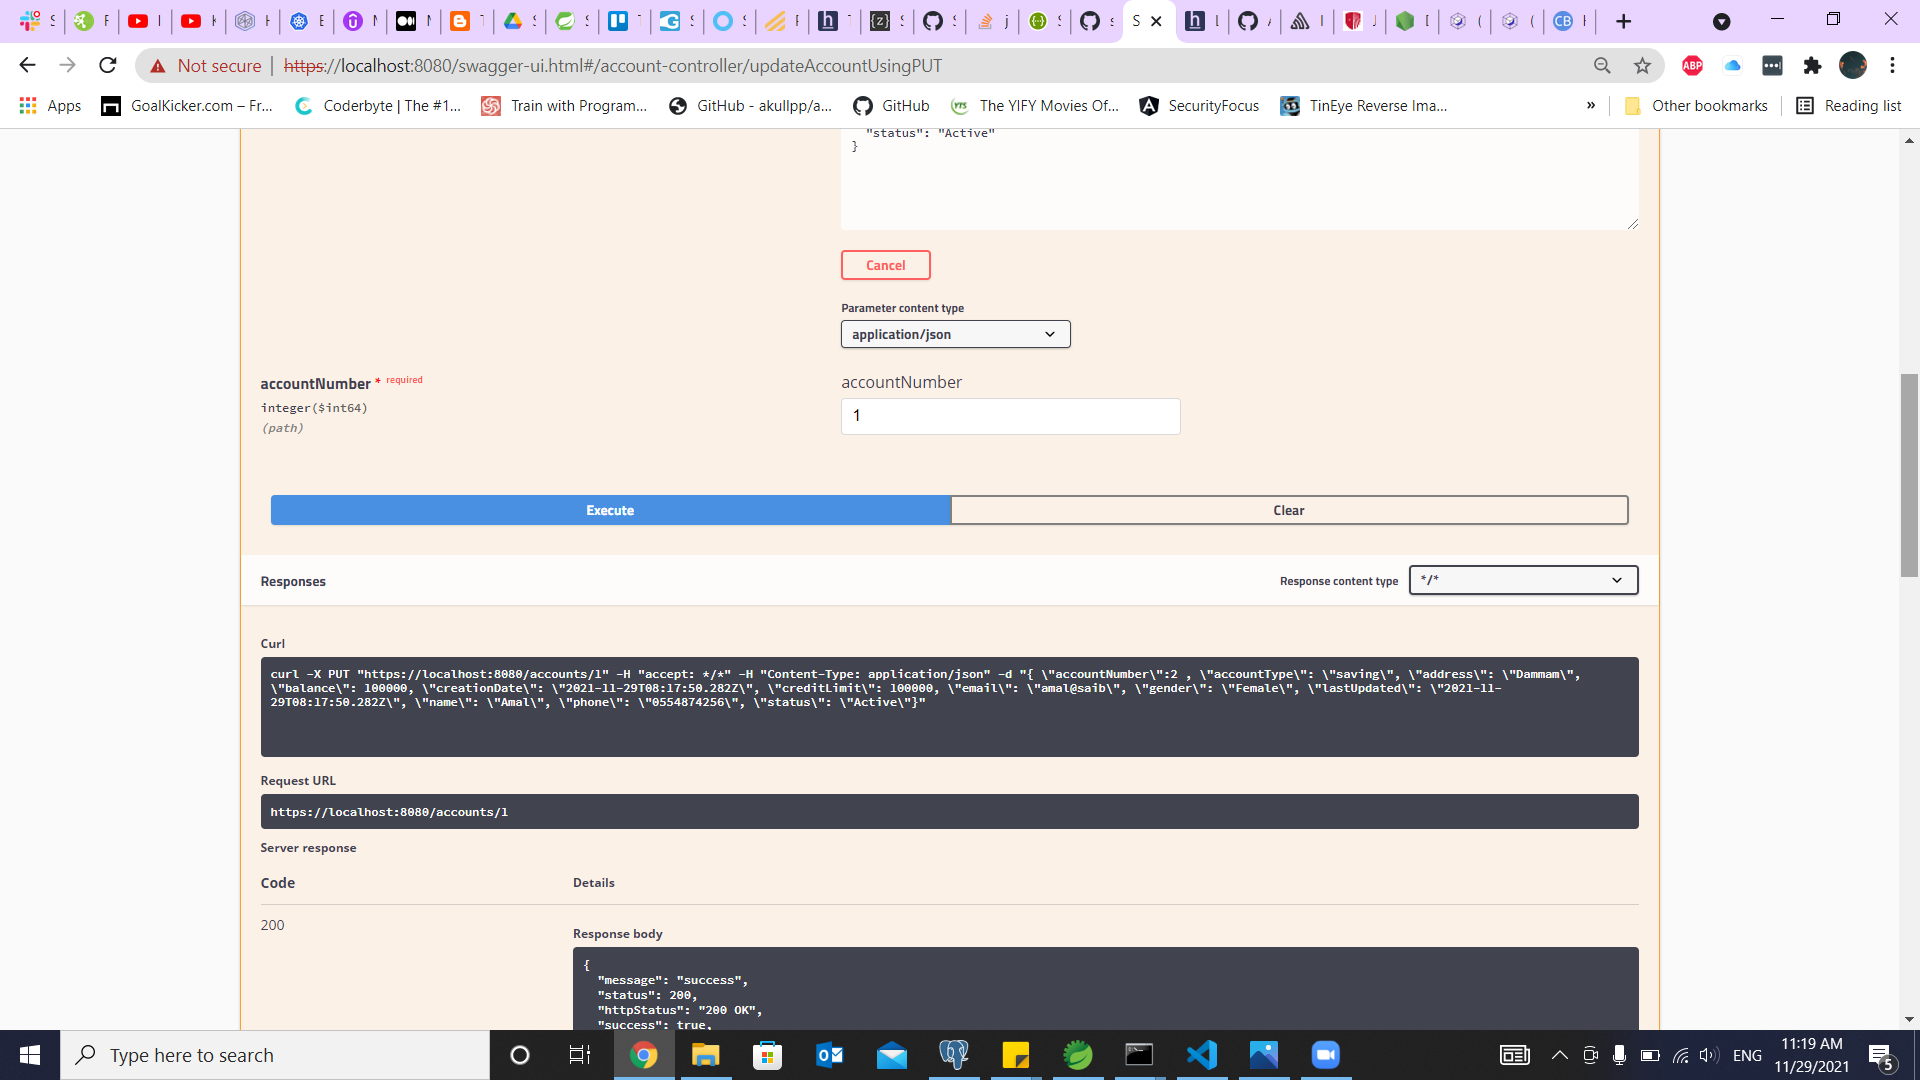 Not secure | https://localhost:8080/swagger-ui.html#/account-controller/updateAccountUsingPUT
ABP
Apps
GoalKicker.com – Fr...
Coderbyte | The #1...
Train with Program...
GitHub - akullpp/a...
GitHub
The YIFY Movies Of...
SecurityFocus
TinEye Reverse Ima...
»
Other bookmarks
Reading list
"status": "Active"
}
Cancel
Parameter content type
application/json
accountNumber * required
integer($int64)
(path)
accountNumber
1
Execute
Clear
Responses
Response content type
*/*
Curl
curl -X PUT "https://localhost:8080/accounts/1" -H "accept: */*" -H "Content-Type: application/json" -d "{ \"accountNumber\":2 , \"accountType\": \"saving\", \"address\": \"Dammam\",
\"balance\": 100000, \"creationDate\": \"2021-11-29T08:17:50.282Z\", \"creditLimit\": 100000, \"email\": \"amal@saib\", \"gender\": \"Female\", \"lastUpdated\": \"2021-11-
29T08:17:50.282Z\", \"name\": \"Amal\", \"phone\": \"0554874256\", \"status\": \"Active\"}"
Request URL
https://localhost:8080/accounts/1
Server response
Code
Details
200
Response body
{
"message": "success",
"status": 200,
"httpStatus": "200 OK",
"success": true,
Type here to search
ENG
11:19 AM
11/29/2021
5